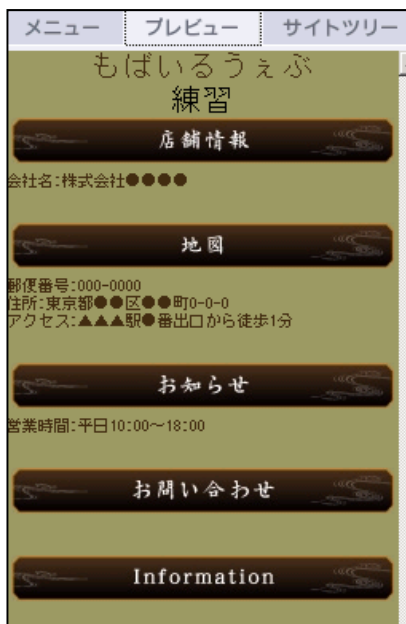 メニュー
プレビュー
サイトツリー
もばいるうぇぶ
練習
店舗情報
会社名:株式会社●●●●
地図
郵便番号:000-0000
住所:東京都●●区●●町0-0-0
アクセス:▲▲▲駅●番出口から徒歩1分
お知らせ
営業時間:平日10:00～18:00
お問い合わせ
Information